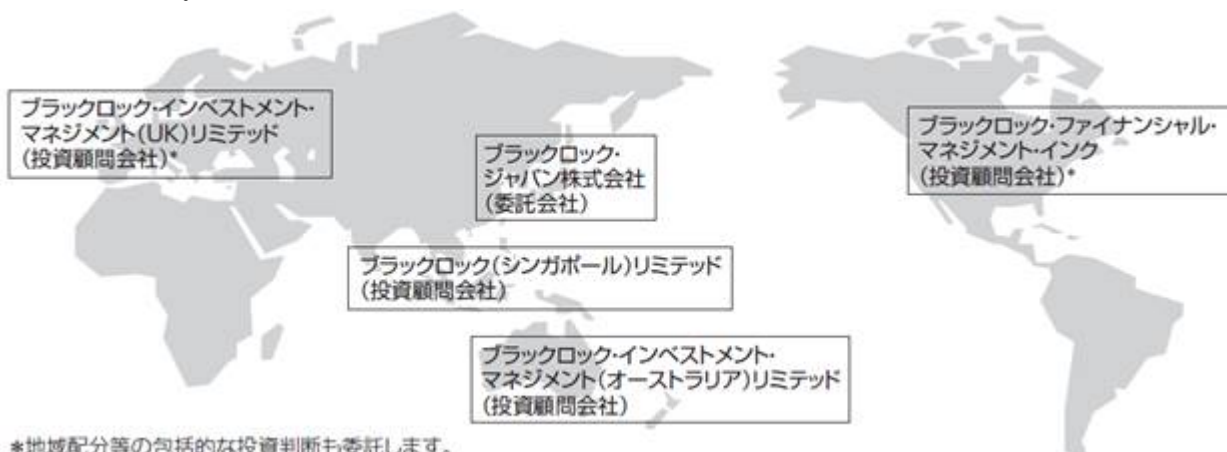 ブラックロック・インベストメント・
マネジメント(UK)リミテッド
(投資顧問会社)*
ブラックロック・
ジャパン株式会社
(委託会社)
ブラックロック・ファイナンシャル・
マネジメント・インク
(投資顧問会社)*
ブラックロック(シンガポール)リミテッド
(投資顧問会社)
ブラックロック・インベストメント・
マネジメント(オーストラリア)リミテッド
(投資顧問会社)
*地域配分等の包括的な投資判断も委託します。